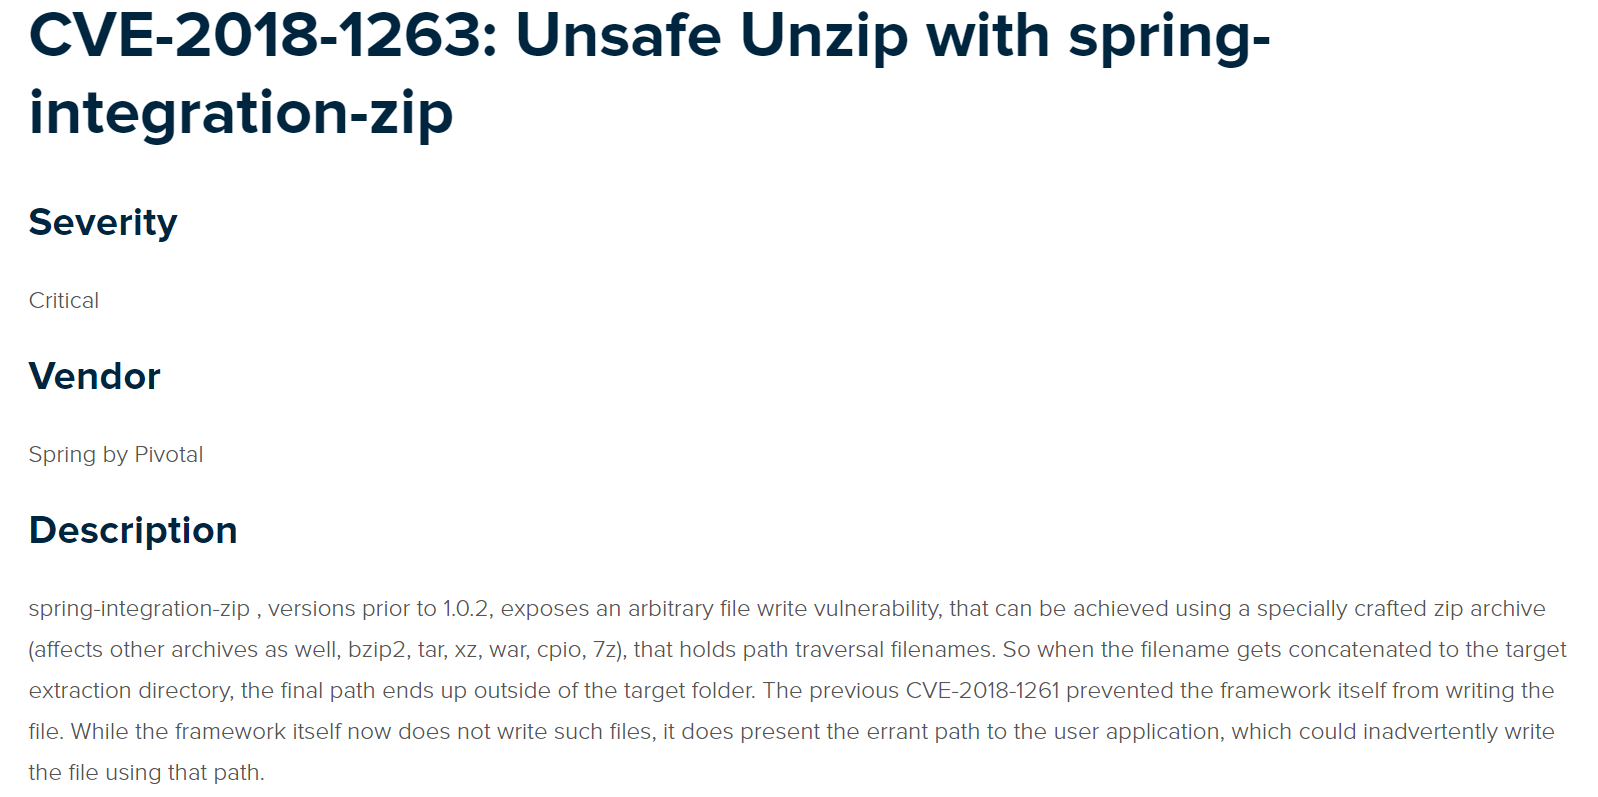 CVE-2018-1263: Unsafe Unzip with spring-
integration-zip
Severity
Critical
Vendor
Spring by Pivotal
Description
spring-integration-zip , versions prior to 1.0.2, exposes an arbitrary file write vulnerability, that can be achieved using a specially crafted zip archive
(affects other archives as well, bzip2, tar, xz, war, cpio, 7z), that holds path traversal filenames. So when the filename gets concatenated to the target
extraction directory, the final path ends up outside of the target folder. The previous CVE-2018-1261 prevented the framework itself from writing the
file. While the framework itself now does not write such files, it does present the errant path to the user application, which could inadvertently write
the file using that path.